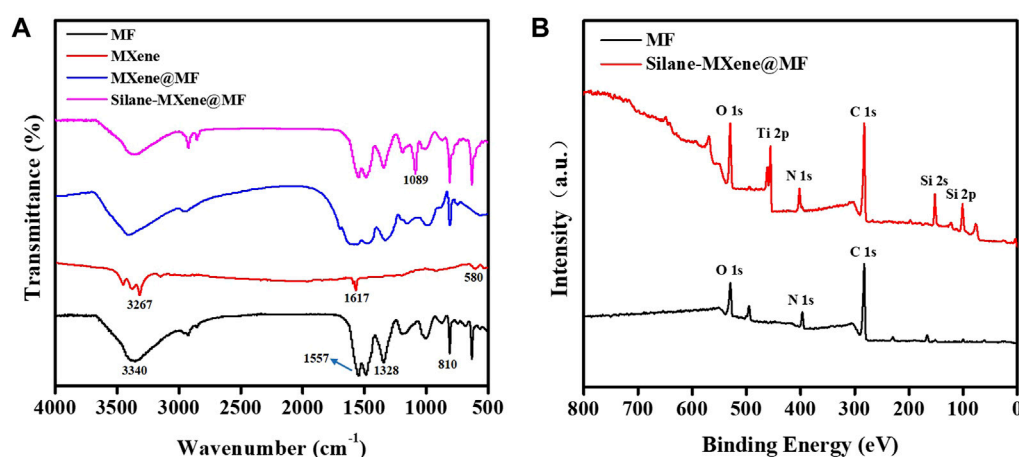 A
MF
MXene
MXene@MF
Silane-MXene@MF
Transmittance (%)
1089
3267
1617
580
3340
1557
1328
810
4000 3500 3000 2500 2000 1500 1000 500
Wavenumber (cm⁻¹)
B
MF
Silane-MXene@MF
Intensity (a.u.)
O 1s
Ti 2p
N 1s
C 1s
Si 2s
Si 2p
O 1s
N 1s
C 1s
800 700 600 500 400 300 200 100 0
Binding Energy (eV)